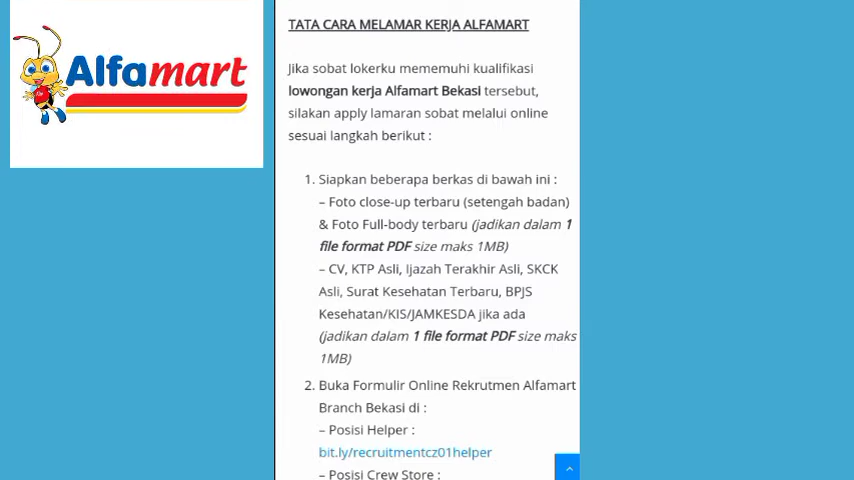 Alfamart
TATA CARA MELAMAR KERJA ALFAMART
Jika sobat lokerku mememuhi kualifikasi
lowongan kerja Alfamart Bekasi tersebut,
silakan apply lamaran sobat melalui online
sesuai langkah berikut :
1. Siapkan beberapa berkas di bawah ini :
– Foto close-up terbaru (setengah badan)
& Foto Full-body terbaru (jadikan dalam 1
file format PDF size maks 1MB)
– CV, KTP Asli, Ijazah Terakhir Asli, SKCK
Asli, Surat Kesehatan Terbaru, BPJS
Kesehatan/KIS/JAMKESDA jika ada
(jadikan dalam 1 file format PDF size maks
1MB)
2. Buka Formulir Online Rekrutmen Alfamart
Branch Bekasi di :
– Posisi Helper :
bit.ly/recruitmentcz01helper
– Posisi Crew Store :